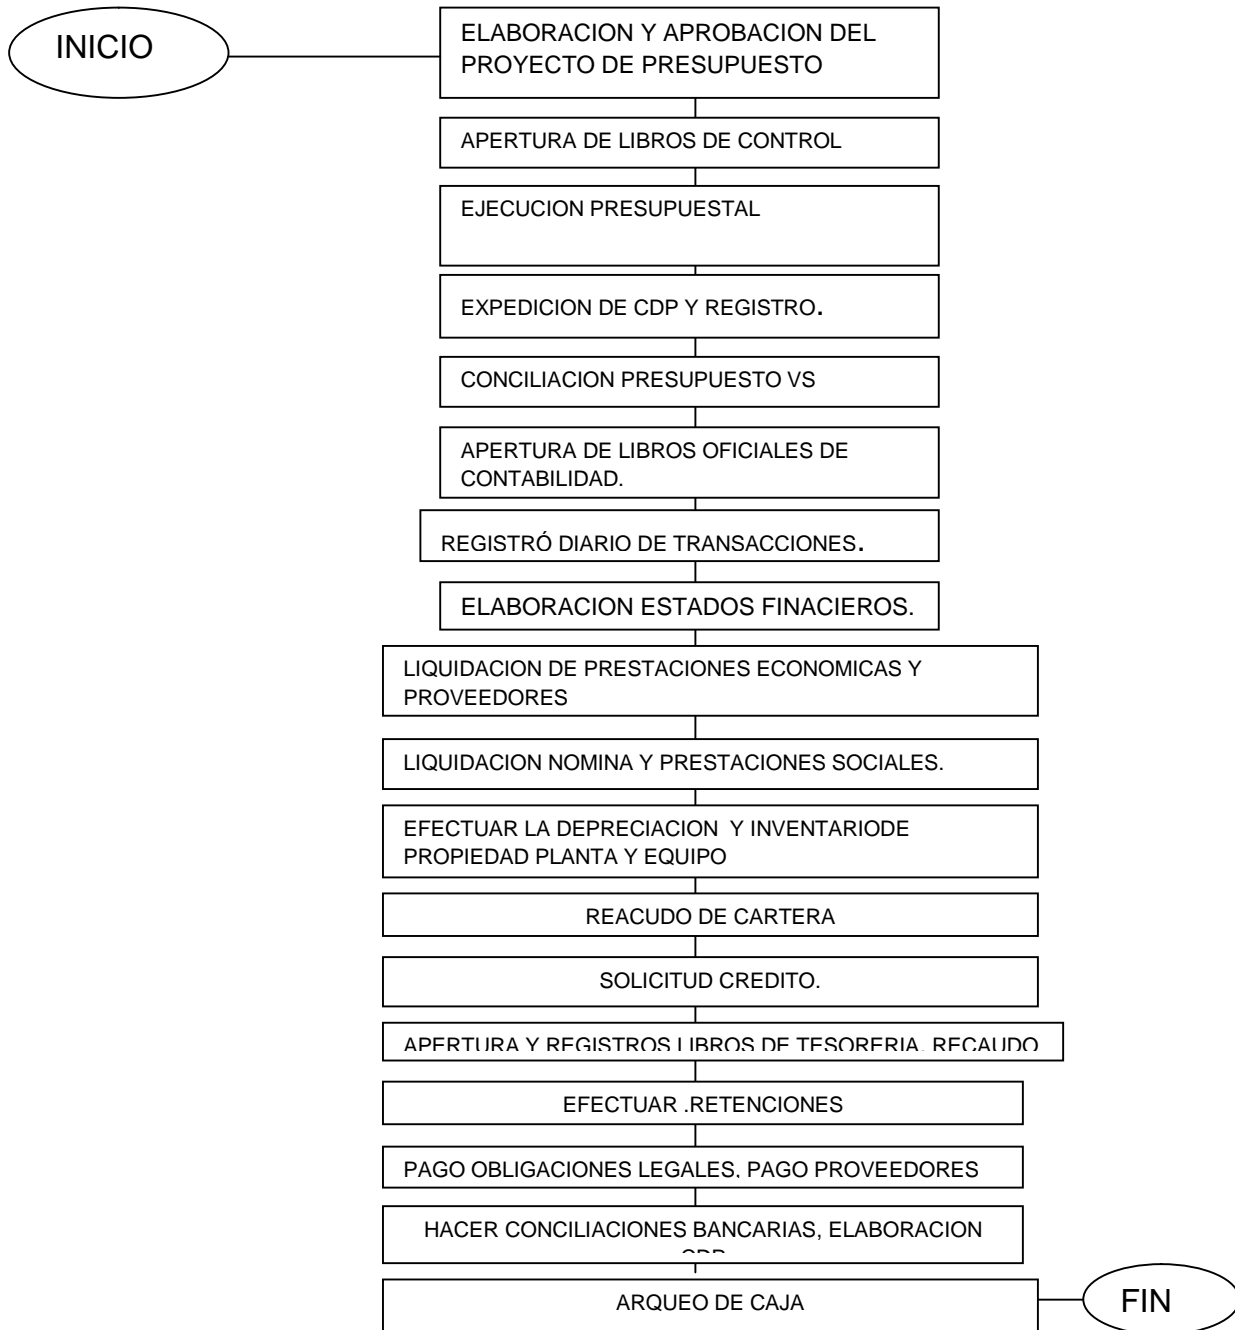 INICIO
ELABORACION Y APROBACION DEL
PROYECTO DE PRESUPUESTO
APERTURA DE LIBROS DE CONTROL
EJECUCION PRESUPUESTAL
EXPEDICION DE CDP Y REGISTRO.
CONCILIACION PRESUPUESTO VS
APERTURA DE LIBROS OFICIALES DE
CONTABILIDAD.
REGISTRÓ DIARIO DE TRANSACCIONES.
ELABORACION ESTADOS FINACIEROS.
LIQUIDACION DE PRESTACIONES ECONOMICAS Y
PROVEEDORES
LIQUIDACION NOMINA Y PRESTACIONES SOCIALES.
EFECTUAR LA DEPRECIACION  Y INVENTARIODE
PROPIEDAD PLANTA Y EQUIPO
REACUDO DE CARTERA
SOLICITUD CREDITO.
APERTURA Y REGISTROS LIBROS DE TESORERIA. RECAUDO
EFECTUAR .RETENCIONES
PAGO OBLIGACIONES LEGALES, PAGO PROVEEDORES
HACER CONCILIACIONES BANCARIAS, ELABORACION
ARQUEO DE CAJA
FIN